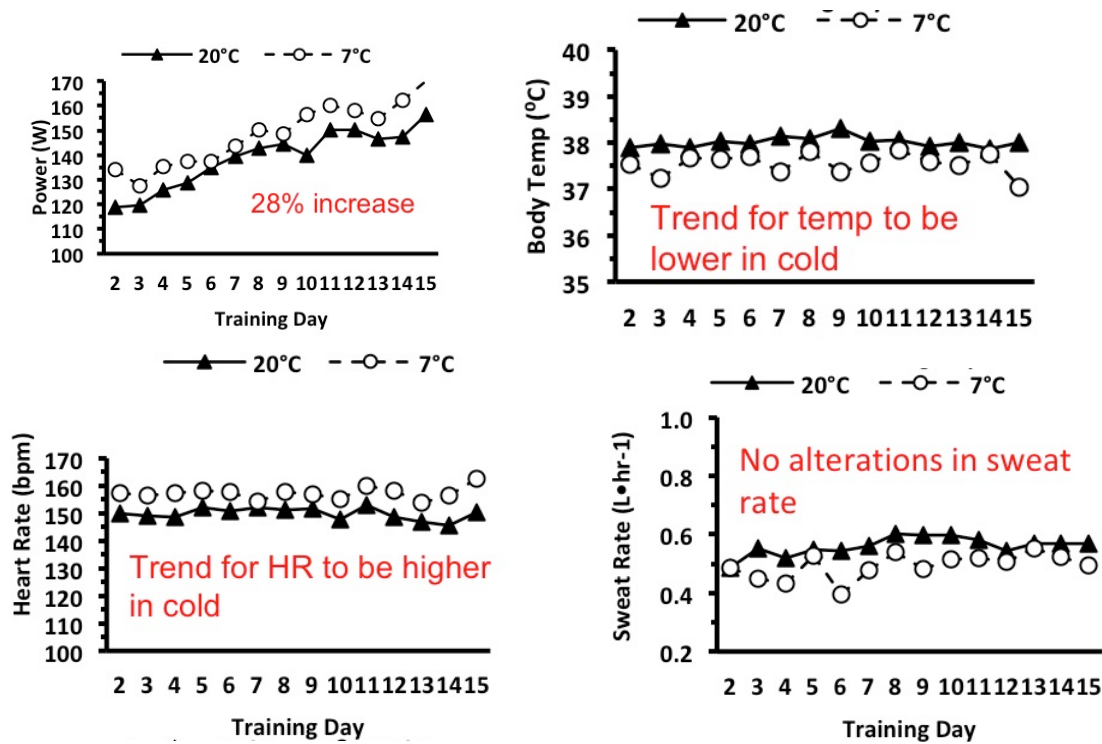 20°C 7°C
Power (W)
170
160
150
140
130
120
110
100
28% increase
2 3 4 5 6 7 8 9 10 11 12 13 14 15
Training Day
20°C 7°C
Body Temp (°C)
40
39
38
37
36
35
Trend for temp to be
lower in cold
2 3 4 5 6 7 8 9 10 11 12 13 14 15
20°C 7°C
Heart Rate (bpm)
170
160
150
140
130
120
110
100
Trend for HR to be higher
in cold
2 3 4 5 6 7 8 9 10 11 12 13 14 15
Training Day
20°C 7°C
Sweat Rate (L•hr-1)
1.0
0.8
0.6
0.4
0.2
No alterations in sweat
rate
2 3 4 5 6 7 8 9 10 11 12 13 14 15
Training Day